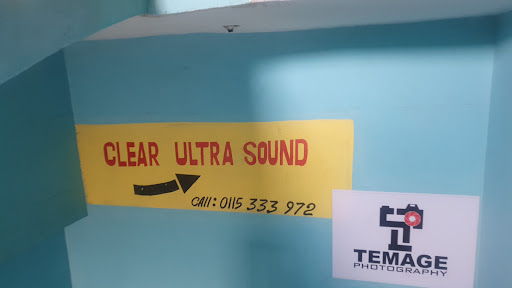 CLEAR ULTRA SOUND
CAll: 0115 333 972
TEMAGE
PHOTOGRAPHY